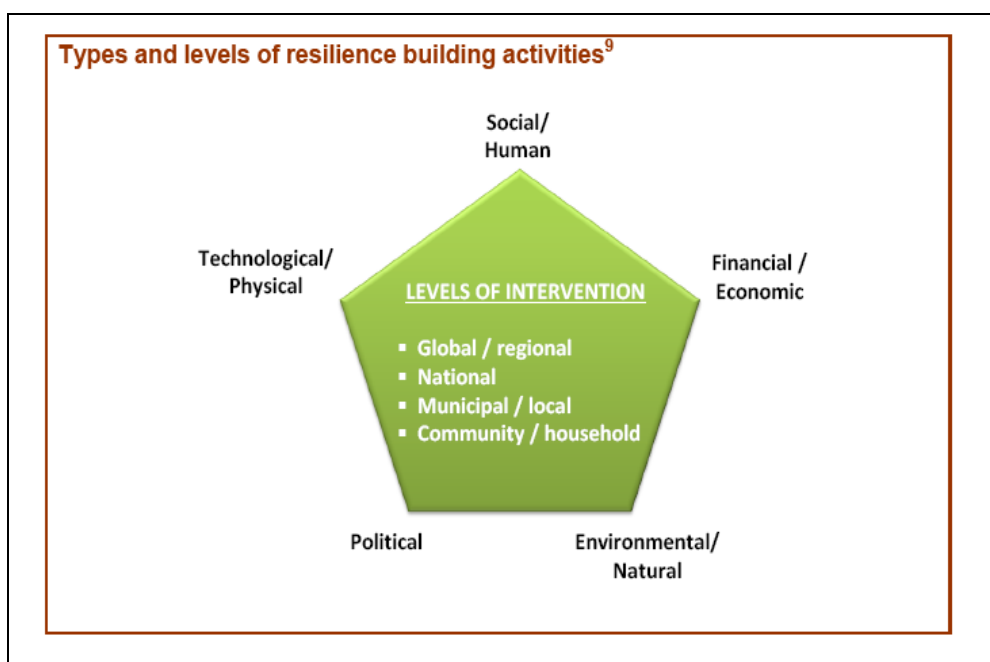 Types and levels of resilience building activities⁹
Social/
Human
Technological/
Physical
Financial /
Economic
LEVELS OF INTERVENTION
▪ Global / regional
▪ National
▪ Municipal / local
▪ Community / household
Political
Environmental/
Natural